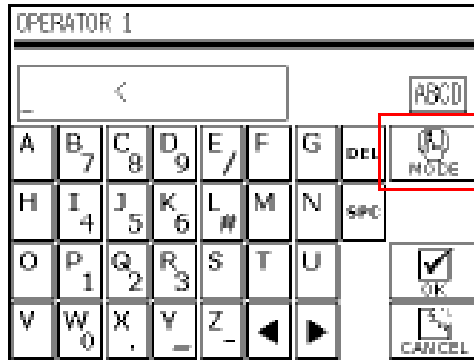 OPERATOR 1
_ <
ABCD
A B 7 C 8 D 9 E / F G DEL
MODE
H I 4 J 5 K 6 L # M N SPC
O P 1 Q 2 R 3 S T U
OK
V W 0 X . Y _ Z - ◀ ▶
CANCEL